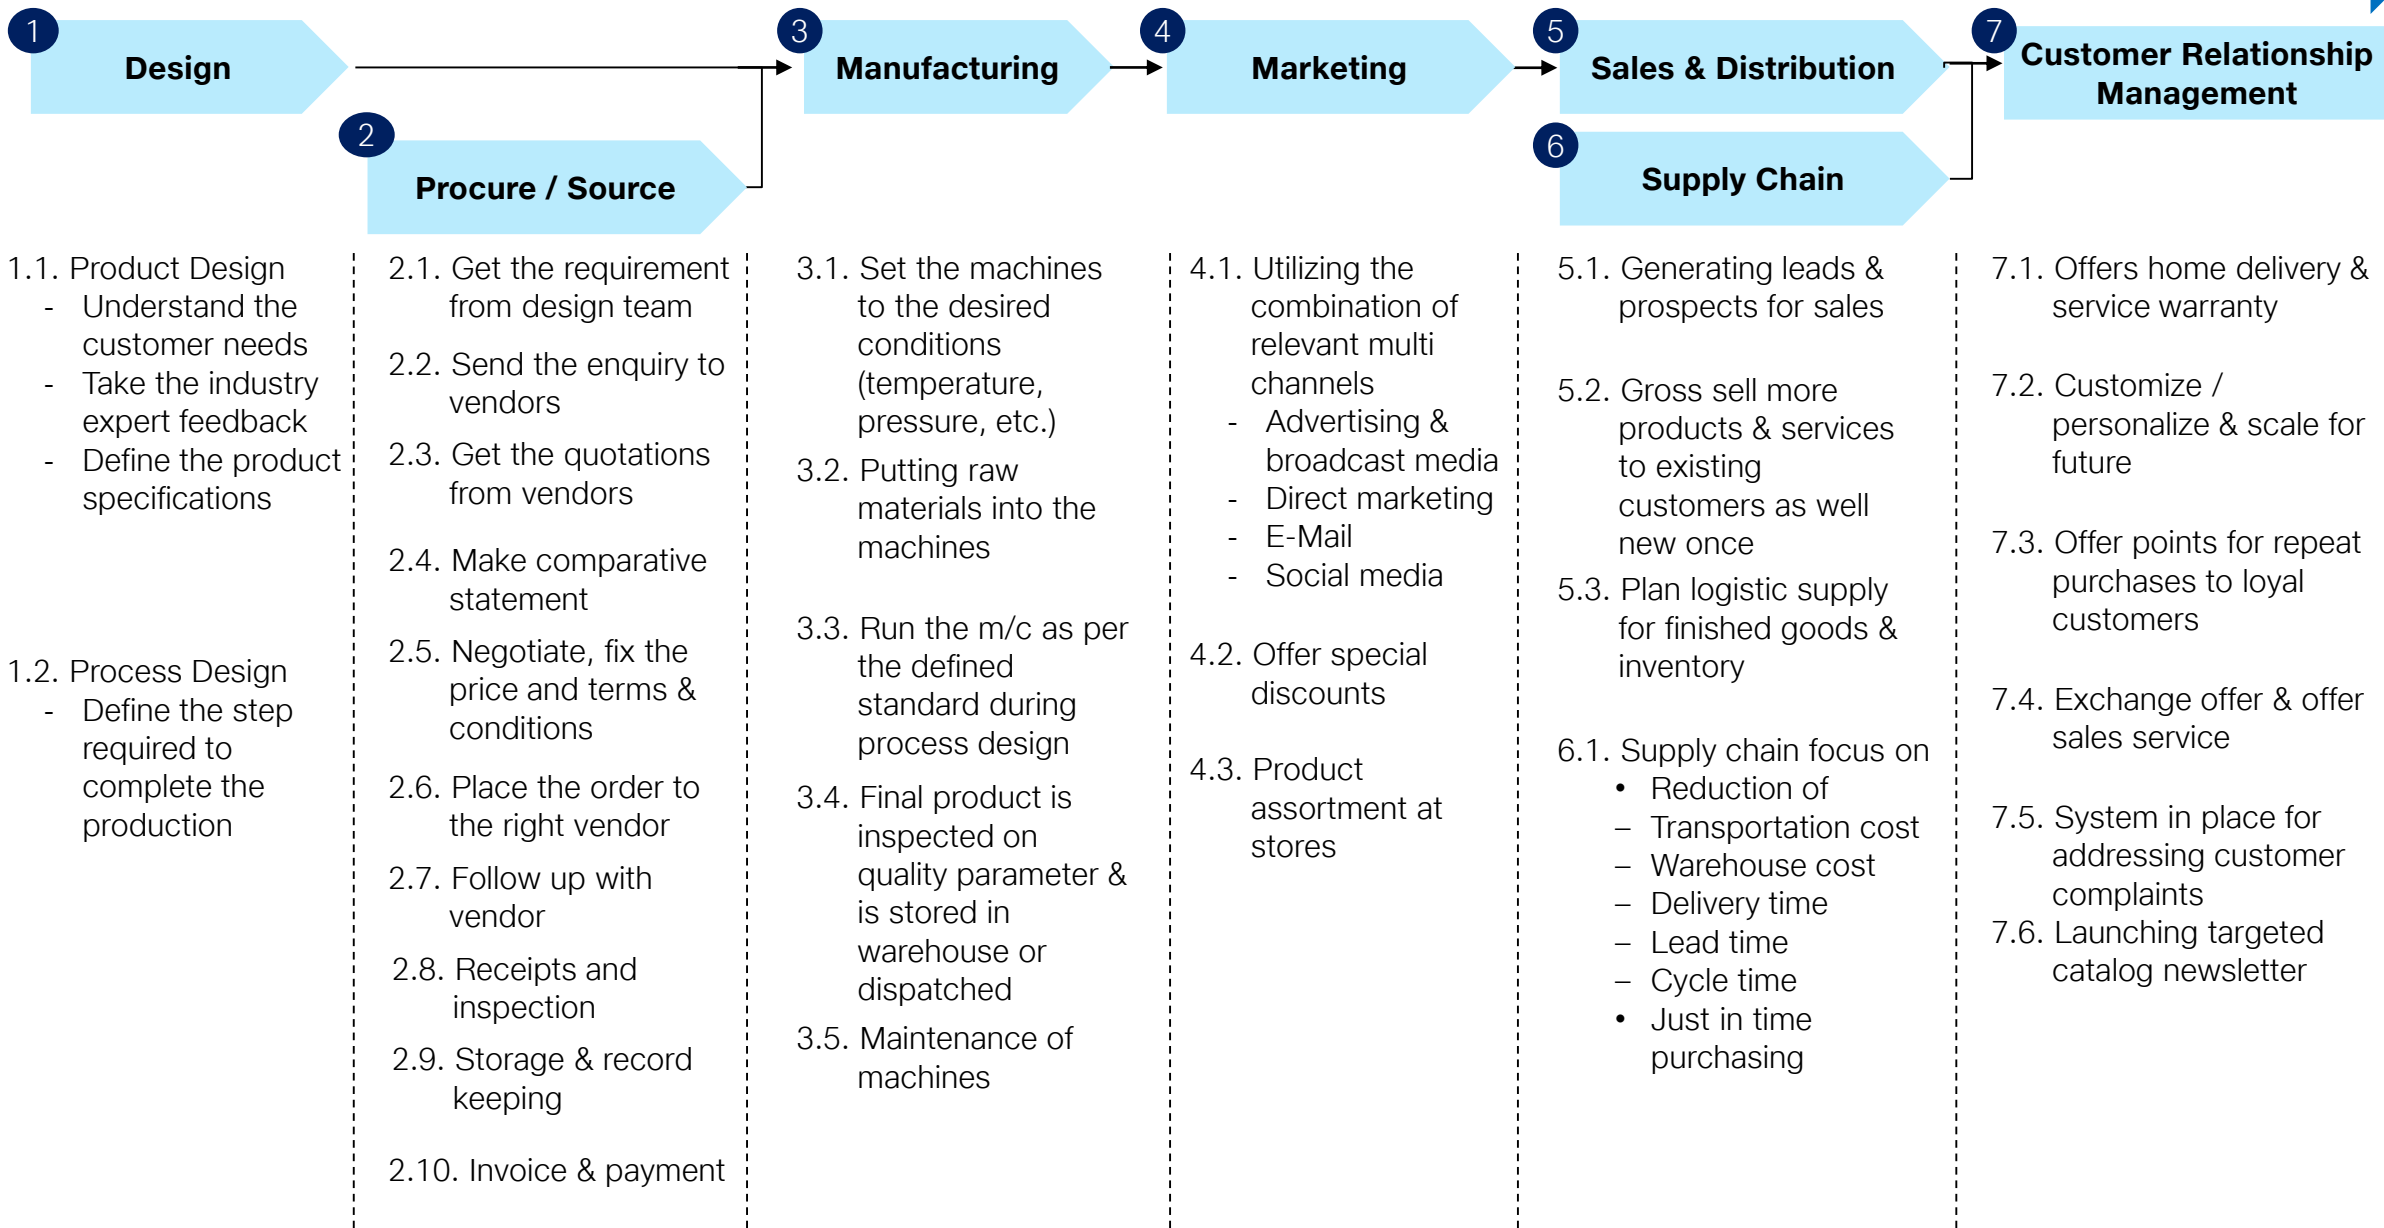 1
Design
2
Procure / Source
3
Manufacturing
4
Marketing
5
Sales & Distribution
6
Supply Chain
7
Customer Relationship
Management
1.1. Product Design
- Understand the
customer needs
- Take the industry
expert feedback
- Define the product
specifications
1.2. Process Design
- Define the step
required to
complete the
production
2.1. Get the requirement
from design team
2.2. Send the enquiry to
vendors
2.3. Get the quotations
from vendors
2.4. Make comparative
statement
2.5. Negotiate, fix the
price and terms &
conditions
2.6. Place the order to
the right vendor
2.7. Follow up with
vendor
2.8. Receipts and
inspection
2.9. Storage & record
keeping
2.10. Invoice & payment
3.1. Set the machines
to the desired
conditions
(temperature,
pressure, etc.)
3.2. Putting raw
materials into the
machines
3.3. Run the m/c as per
the defined
standard during
process design
3.4. Final product is
inspected on
quality parameter &
is stored in
warehouse or
dispatched
3.5. Maintenance of
machines
4.1. Utilizing the
combination of
relevant multi
channels
- Advertising &
broadcast media
- Direct marketing
- E-Mail
- Social media
4.2. Offer special
discounts
4.3. Product
assortment at
stores
5.1. Generating leads &
prospects for sales
5.2. Gross sell more
products & services
to existing
customers as well
new once
5.3. Plan logistic supply
for finished goods &
inventory
6.1. Supply chain focus on
• Reduction of
– Transportation cost
– Warehouse cost
– Delivery time
– Lead time
– Cycle time
• Just in time
purchasing
7.1. Offers home delivery &
service warranty
7.2. Customize /
personalize & scale for
future
7.3. Offer points for repeat
purchases to loyal
customers
7.4. Exchange offer & offer
sales service
7.5. System in place for
addressing customer
complaints
7.6. Launching targeted
catalog newsletter